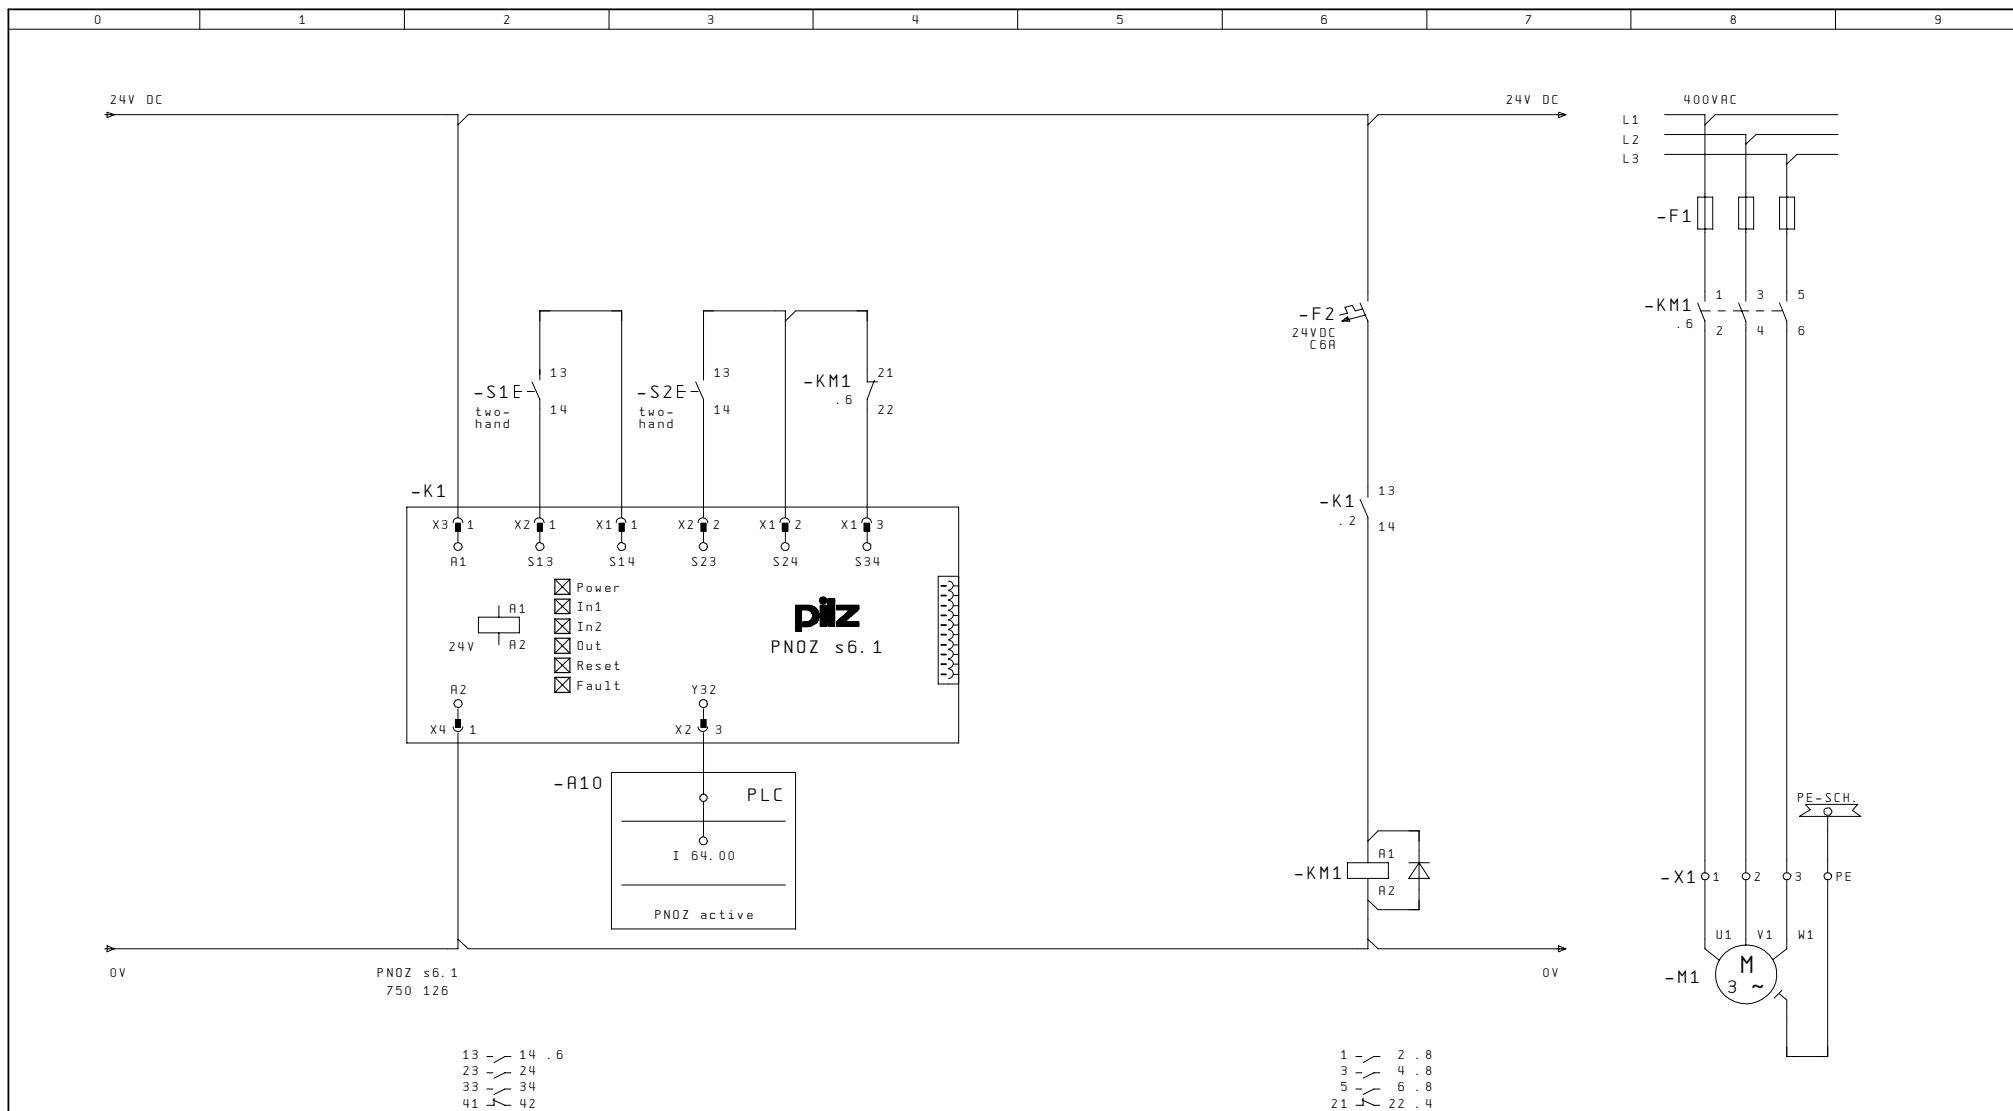 0 1 2 3 4 5 6 7 8 9
24V DC 24V DC 400VAC
L1
L2
L3
-F1
-KM1 1 3 5
.6 2 4 6
-F2
24VDC
C6A
-S1 13
two-hand 14
-S2 13
two-hand 14
-KM1 21
.6 22
-K1
-K1 13
.2 14
X3 1 X2 1 X1 1 X2 2 X1 2 X1 3
A1 S13 S14 S23 S24 S34
Power
In1
In2
Out
Reset
Fault
A1
24V A2
pilz
PNOZ s6.1
A2 Y32
X4 1 X2 3
-A10 PLC
I 64.00
PNOZ active
PE-SCH.
-KM1 A1
A2
-X1 1 2 3 PE
U1 V1 W1
-M1 M
3 ~
0V 0V
PNOZ s6.1
750 126
13 14 .6
23 24
33 34
41 42
1 2 .8
3 4 .8
5 6 .8
21 22 .4